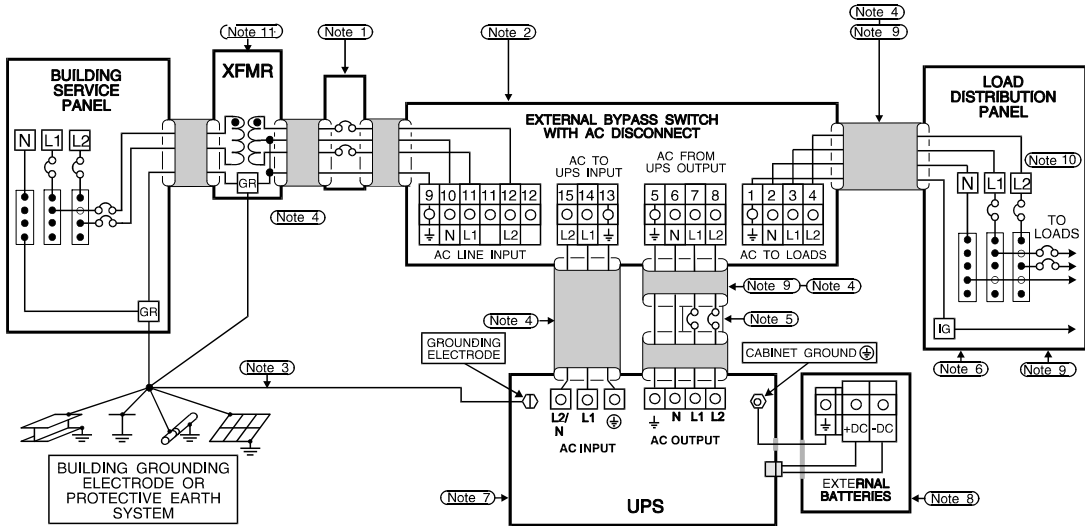 Note 11
Note 1
Note 2
Note 4
Note 9
BUILDING
SERVICE
PANEL
N L1 L2
GR
XFMR
GR
Note 4
EXTERNAL BYPASS SWITCH
WITH AC DISCONNECT
AC TO
UPS INPUT
AC FROM
UPS OUTPUT
9 10 11 11 12 12
N L1 L2
AC LINE INPUT
15 14 13
L2 L1
5 6 7 8
N L1 L2
1 2 3 4
N L1 L2
AC TO LOADS
LOAD
DISTRIBUTION
PANEL
Note 10
N L1 L2
TO
LOADS
IG
Note 6
Note 9
Note 9
Note 4
Note 5
Note 4
GROUNDING
ELECTRODE
CABINET GROUND
Note 3
L2/
N
L1
AC INPUT
N L1 L2
AC OUTPUT
+DC -DC
EXTERNAL
BATTERIES
Note 8
Note 7
UPS
BUILDING GROUNDING
ELECTRODE OR
PROTECTIVE EARTH
SYSTEM